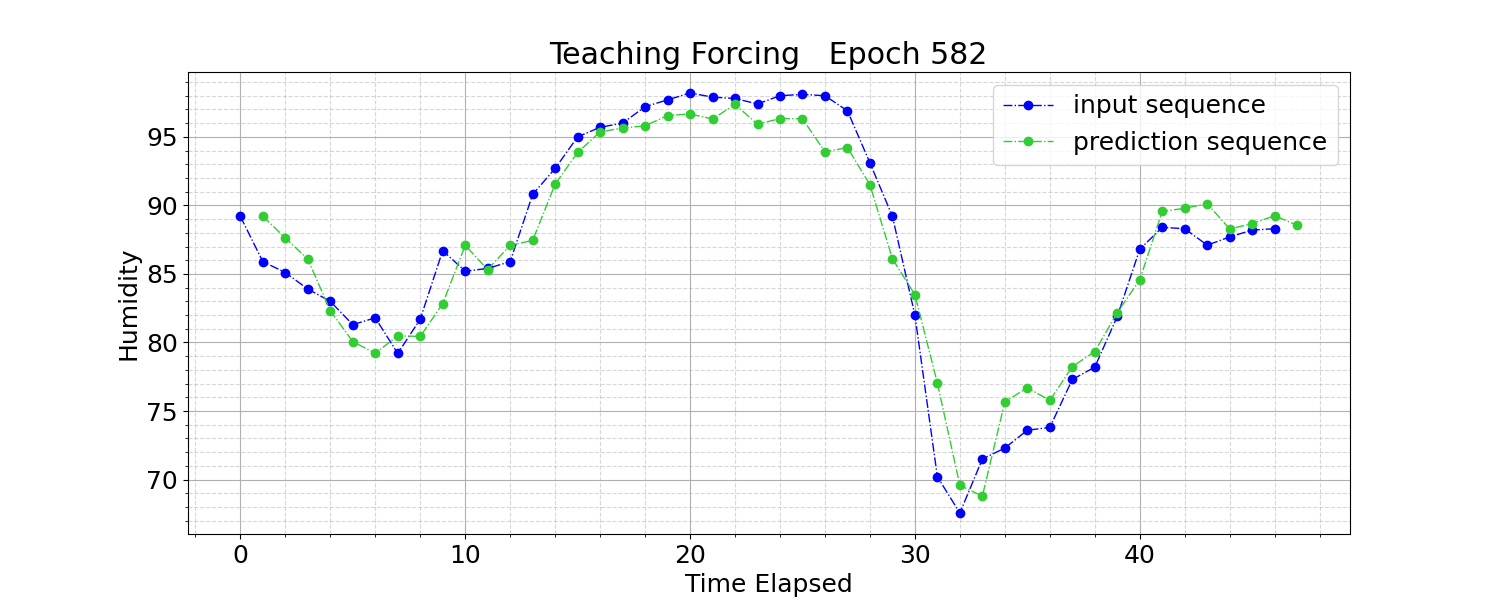 Teaching Forcing   Epoch 582
input sequence
prediction sequence
Humidity
95
90
85
80
75
70
0 10 20 30 40
Time Elapsed